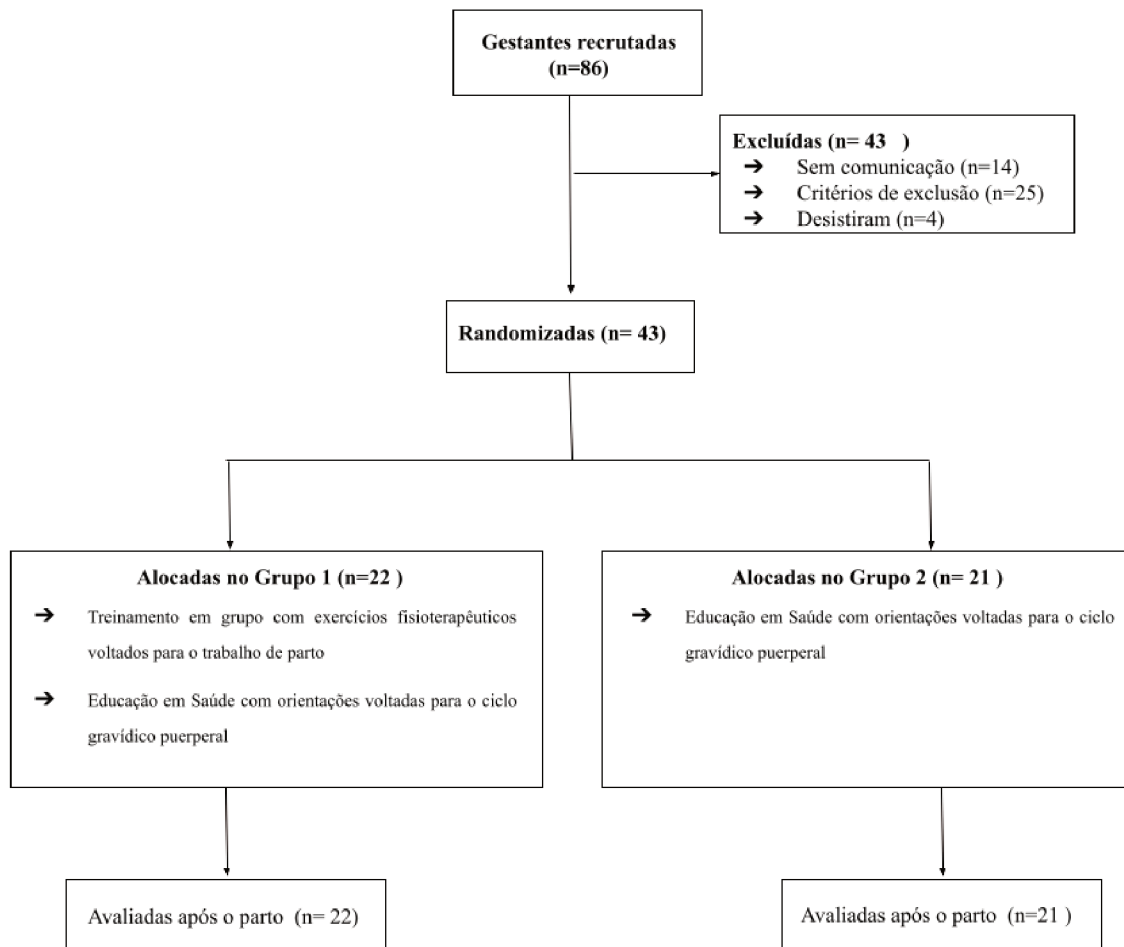 Gestantes recrutadas
(n=86)
Excluídas (n= 43 )
➔ Sem comunicação (n=14)
➔ Critérios de exclusão (n=25)
➔ Desistiram (n=4)
Randomizadas (n= 43)
Alocadas no Grupo 1 (n=22 )
➔ Treinamento em grupo com exercícios fisioterapêuticos
voltados para o trabalho de parto
➔ Educação em Saúde com orientações voltadas para o ciclo
gravídico puerperal
Alocadas no Grupo 2 (n= 21 )
➔ Educação em Saúde com orientações voltadas para o ciclo
gravídico puerperal
Avaliadas após o parto (n= 22)
Avaliadas após o parto (n=21 )